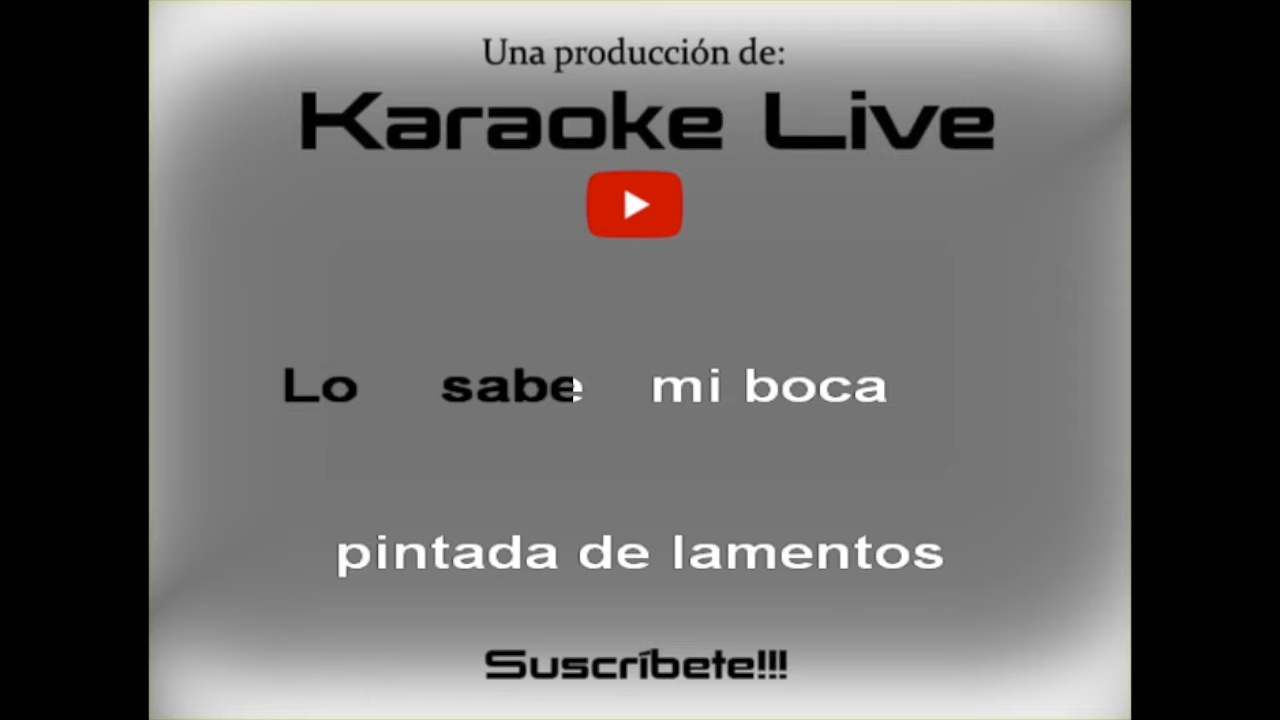 Una producción de:
Karaoke Live
Lo sabe mi boca
pintada de lamentos
Suscríbete!!!